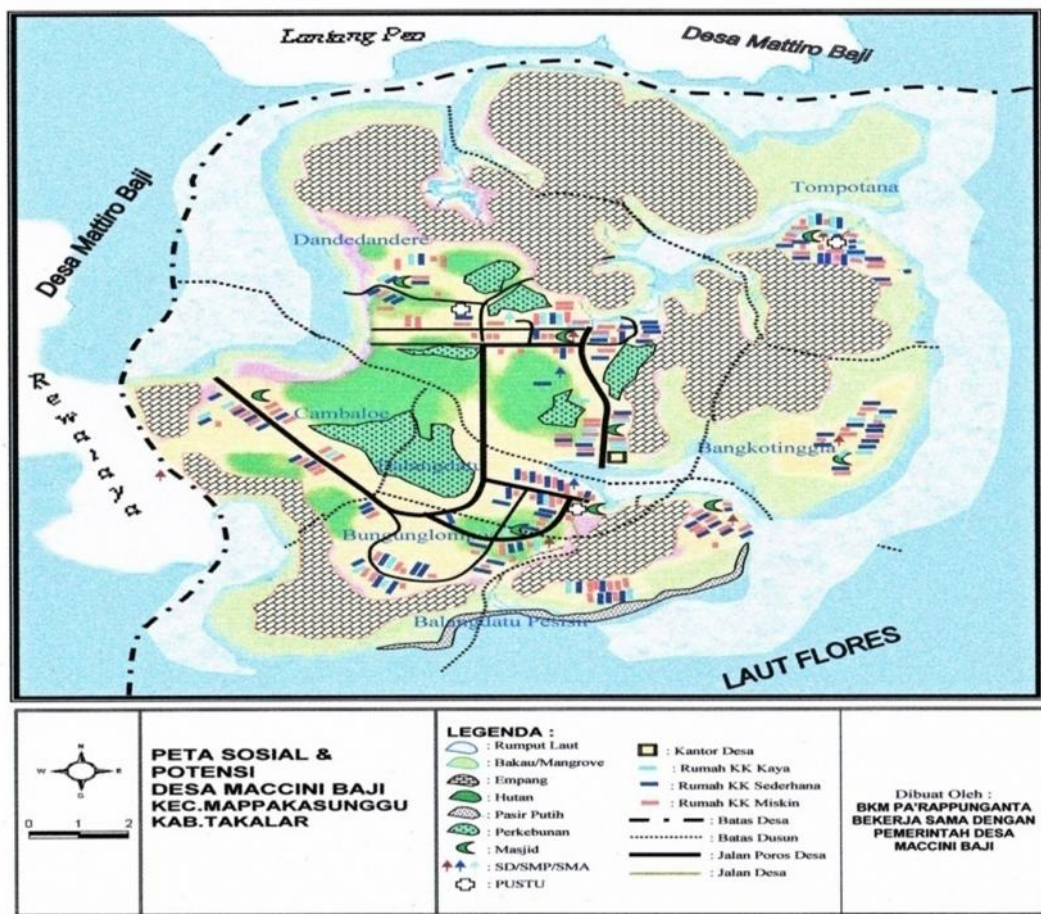 Lantang Peo
Desa Mattiro Baji
Desa Mattiro Baji
Rewataya
Tompotana
Dandedandere
Cambaloe
Balangdatu
Bangkotinggia
Bungunglompoa
Balangdatu Pesisir
LAUT FLORES
N
W E
S
0 1 2
PETA SOSIAL &
POTENSI
DESA MACCINI BAJI
KEC.MAPPAKASUNGGU
KAB.TAKALAR
LEGENDA :
: Rumput Laut
: Bakau/Mangrove
: Empang
: Hutan
: Pasir Putih
: Perkebunan
: Masjid
: SD/SMP/SMA
: PUSTU
: Kantor Desa
: Rumah KK Kaya
: Rumah KK Sederhana
: Rumah KK Miskin
: Batas Desa
: Batas Dusun
: Jalan Poros Desa
: Jalan Desa
Dibuat Oleh :
BKM PA'RAPPUNGANTA
BEKERJA SAMA DENGAN
PEMERINTAH DESA
MACCINI BAJI